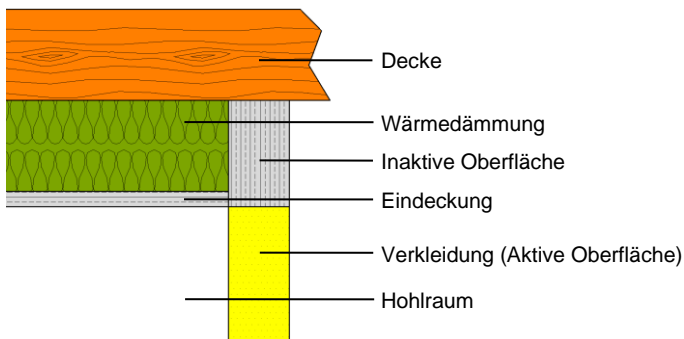 Decke
Wärmedämmung
Inaktive Oberfläche
Eindeckung
Verkleidung (Aktive Oberfläche)
Hohlraum